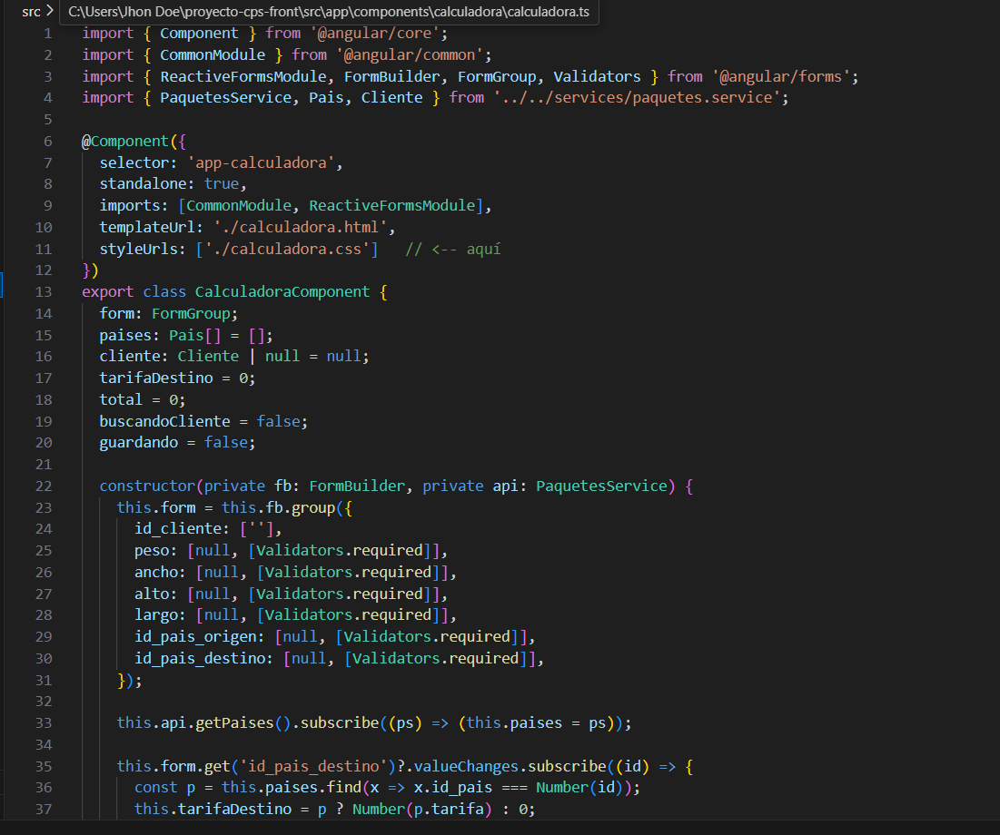 src > C:\Users\Jhon Doe\proyecto-cps-front\src\app\components\calculadora\calculadora.ts
1 import { Component } from '@angular/core';
2 import { CommonModule } from '@angular/common';
3 import { ReactiveFormsModule, FormBuilder, FormGroup, Validators } from '@angular/forms';
4 import { PaquetesService, Pais, Cliente } from '../../services/paquetes.service';
5
6 @Component({
7   selector: 'app-calculadora',
8   standalone: true,
9   imports: [CommonModule, ReactiveFormsModule],
10   templateUrl: './calculadora.html',
11   styleUrls: ['./calculadora.css']   // <-- aquí
12 })
13 export class CalculadoraComponent {
14   form: FormGroup;
15   paises: Pais[] = [];
16   cliente: Cliente | null = null;
17   tarifaDestino = 0;
18   total = 0;
19   buscandoCliente = false;
20   guardando = false;
21
22   constructor(private fb: FormBuilder, private api: PaquetesService) {
23     this.form = this.fb.group({
24       id_cliente: [''],
25       peso: [null, [Validators.required]],
26       ancho: [null, [Validators.required]],
27       alto: [null, [Validators.required]],
28       largo: [null, [Validators.required]],
29       id_pais_origen: [null, [Validators.required]],
30       id_pais_destino: [null, [Validators.required]],
31     });
32
33     this.api.getPaises().subscribe((ps) => (this.paises = ps));
34
35     this.form.get('id_pais_destino')?.valueChanges.subscribe((id) => {
36       const p = this.paises.find(x => x.id_pais === Number(id));
37       this.tarifaDestino = p ? Number(p.tarifa) : 0;